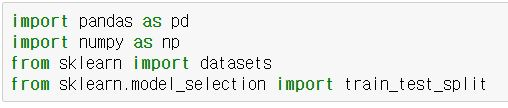 import pandas as pd
import numpy as np
from sklearn import datasets
from sklearn.model_selection import train_test_split